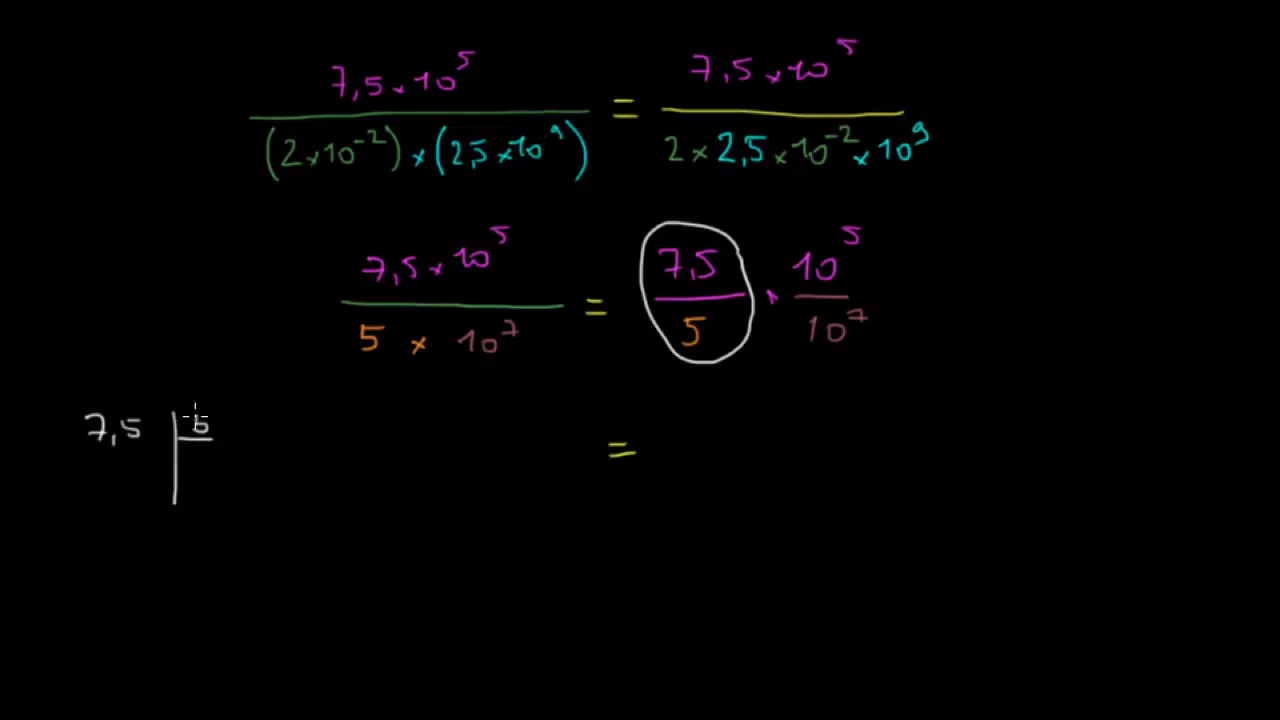 7,5 × 10^5 / (2 × 10^-2) × (2,5 × 10^9) = 7,5 × 10^5 / 2 × 2,5 × 10^-2 × 10^9
7,5 × 10^5 / 5 × 10^7 = 7,5 / 5 × 10^5 / 10^7
7,5 | 5 =